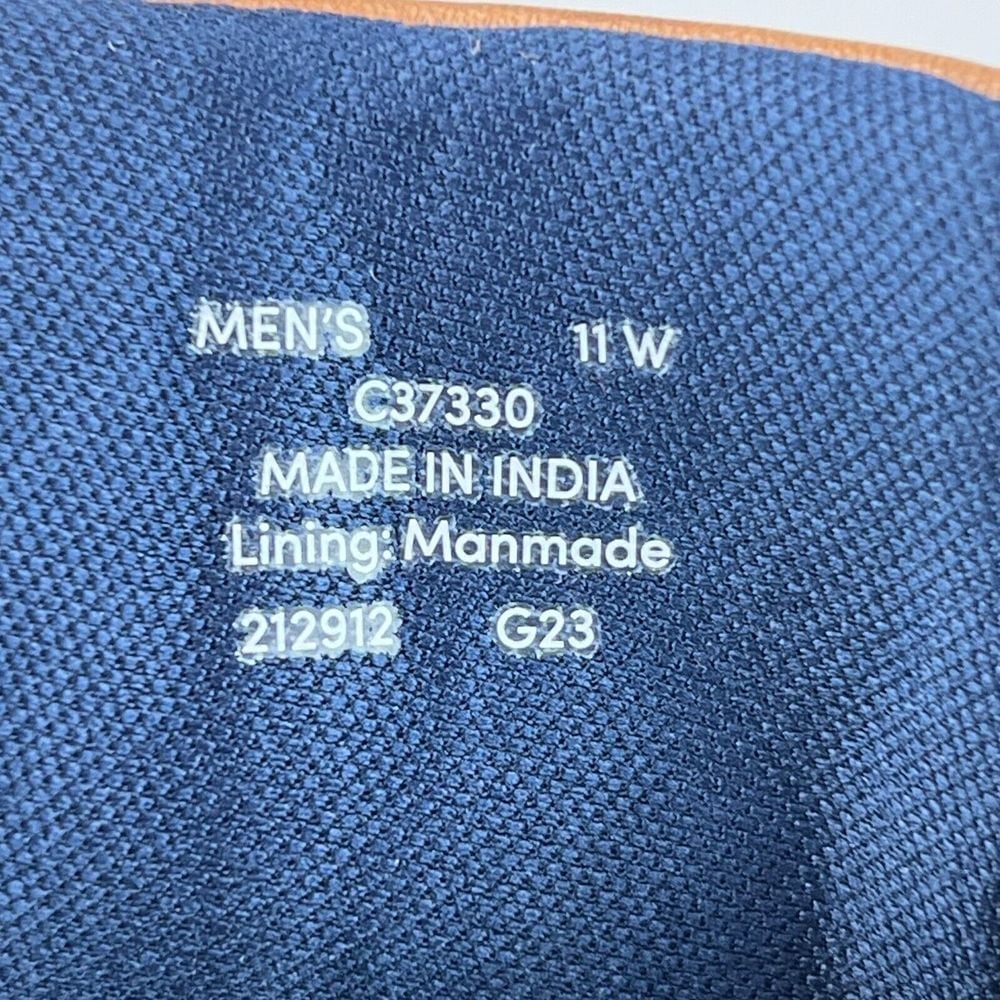 MEN'S 11 W
C37330
MADE IN INDIA
Lining: Manmade
212912 G23